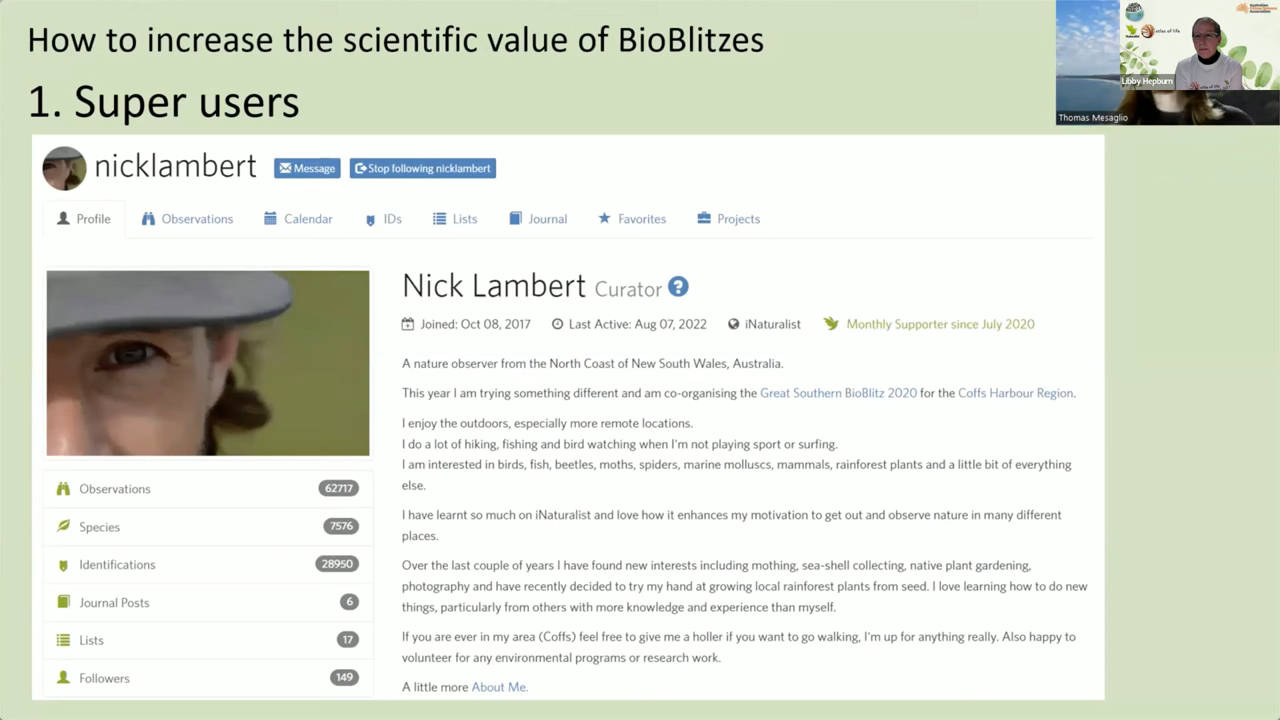 How to increase the scientific value of BioBlitzes
1. Super users
Libby Hepburn
Thomas Mesaglio
atlas of life
nicklambert
Message
Stop following nicklambert
Profile
Observations
Calendar
IDs
Lists
Journal
Favorites
Projects
Nick Lambert Curator ?
Joined: Oct 08, 2017
Last Active: Aug 07, 2022
iNaturalist
Monthly Supporter since July 2020
A nature observer from the North Coast of New South Wales, Australia.
This year I am trying something different and am co-organising the Great Southern BioBlitz 2020 for the Coffs Harbour Region.
I enjoy the outdoors, especially more remote locations.
I do a lot of hiking, fishing and bird watching when I'm not playing sport or surfing.
I am interested in birds, fish, beetles, moths, spiders, marine molluscs, mammals, rainforest plants and a little bit of everything
else.
I have learnt so much on iNaturalist and love how it enhances my motivation to get out and observe nature in many different
places.
Over the last couple of years I have found new interests including mothing, sea-shell collecting, native plant gardening,
photography and have recently decided to try my hand at growing local rainforest plants from seed. I love learning how to do new
things, particularly from others with more knowledge and experience than myself.
If you are ever in my area (Coffs) feel free to give me a holler if you want to go walking, I'm up for anything really. Also happy to
volunteer for any environmental programs or research work.
A little more About Me.
Observations 62717
Species 7576
Identifications 28950
Journal Posts 6
Lists 17
Followers 149